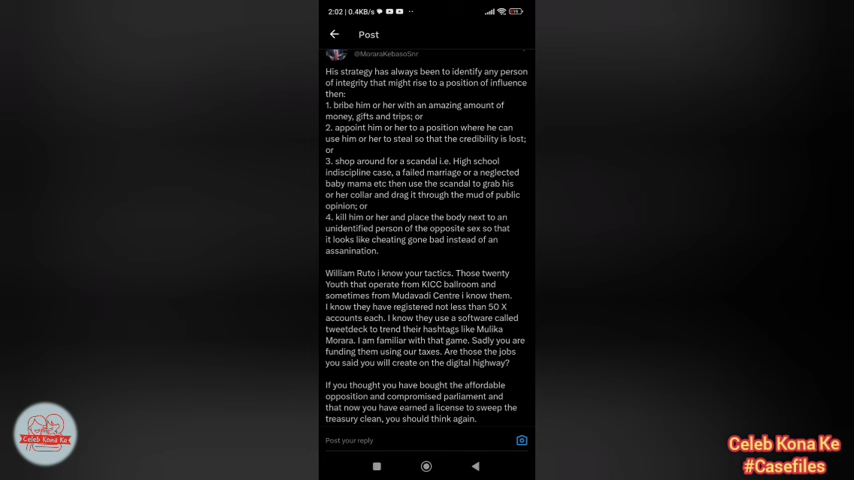 2:02 | 0.4KB/s
Post
@MoraraKebasoSnr
His strategy has always been to identify any person
of integrity that might rise to a position of influence
then:
1. bribe him or her with an amazing amount of
money, gifts and trips; or
2. appoint him or her to a position where he can
use him or her to steal so that the credibility is lost;
or
3. shop around for a scandal i.e. High school
indiscipline case, a failed marriage or a neglected
baby mama etc then use the scandal to grab his
or her collar and drag it through the mud of public
opinion; or
4. kill him or her and place the body next to an
unidentified person of the opposite sex so that
it looks like cheating gone bad instead of an
assanination.
William Ruto i know your tactics. Those twenty
Youth that operate from KICC ballroom and
sometimes from Mudavadi Centre i know them.
I know they have registered not less than 50 X
accounts each. I know they use a software called
tweetdeck to trend their hashtags like Mulika
Morara. I am familiar with that game. Sadly you are
funding them using our taxes. Are those the jobs
you said you will create on the digital highway?
If you thought you have bought the affordable
opposition and compromised parliament and
that now you have earned a license to sweep the
treasury clean, you should think again.
Post your reply
Celeb Kona Ke
Celeb Kona Ke
#Casefiles